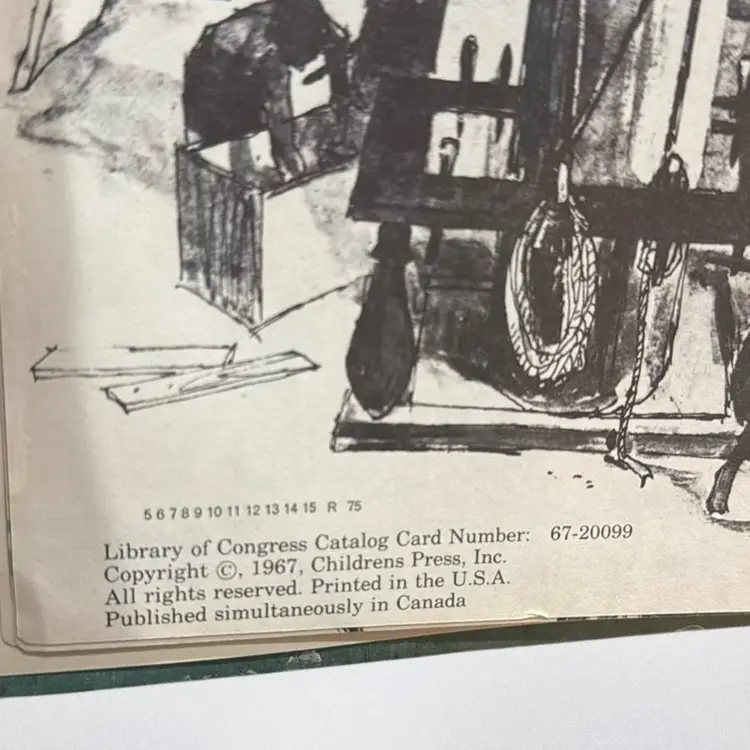 5 6 7 8 9 10 11 12 13 14 15 R 75
Library of Congress Catalog Card Number: 67-20099
Copyright ©, 1967, Childrens Press, Inc.
All rights reserved. Printed in the U.S.A.
Published simultaneously in Canada